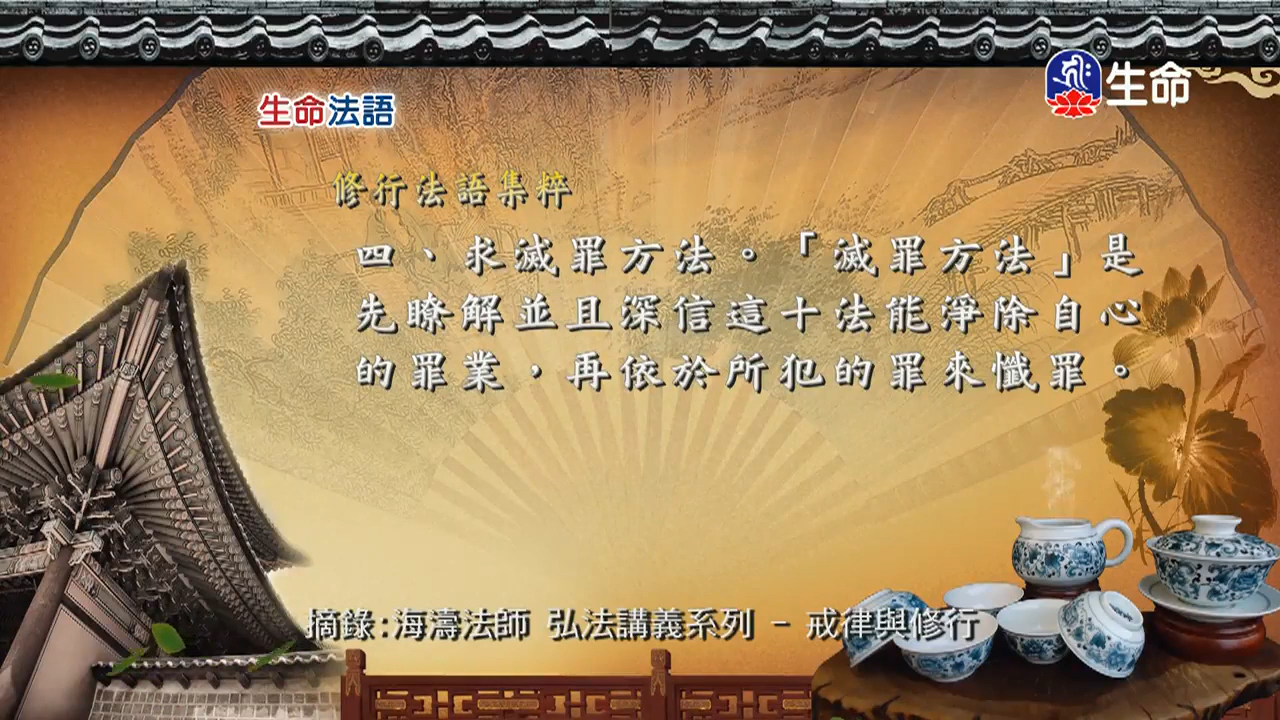 生命
生命法語
修行法語集粹
四、求滅罪方法。「滅罪方法」是
先瞭解並且深信這十法能淨除自心
的罪業，再依於所犯的罪來懺罪。
摘錄:海濤法師 弘法講義系列 - 戒律與修行